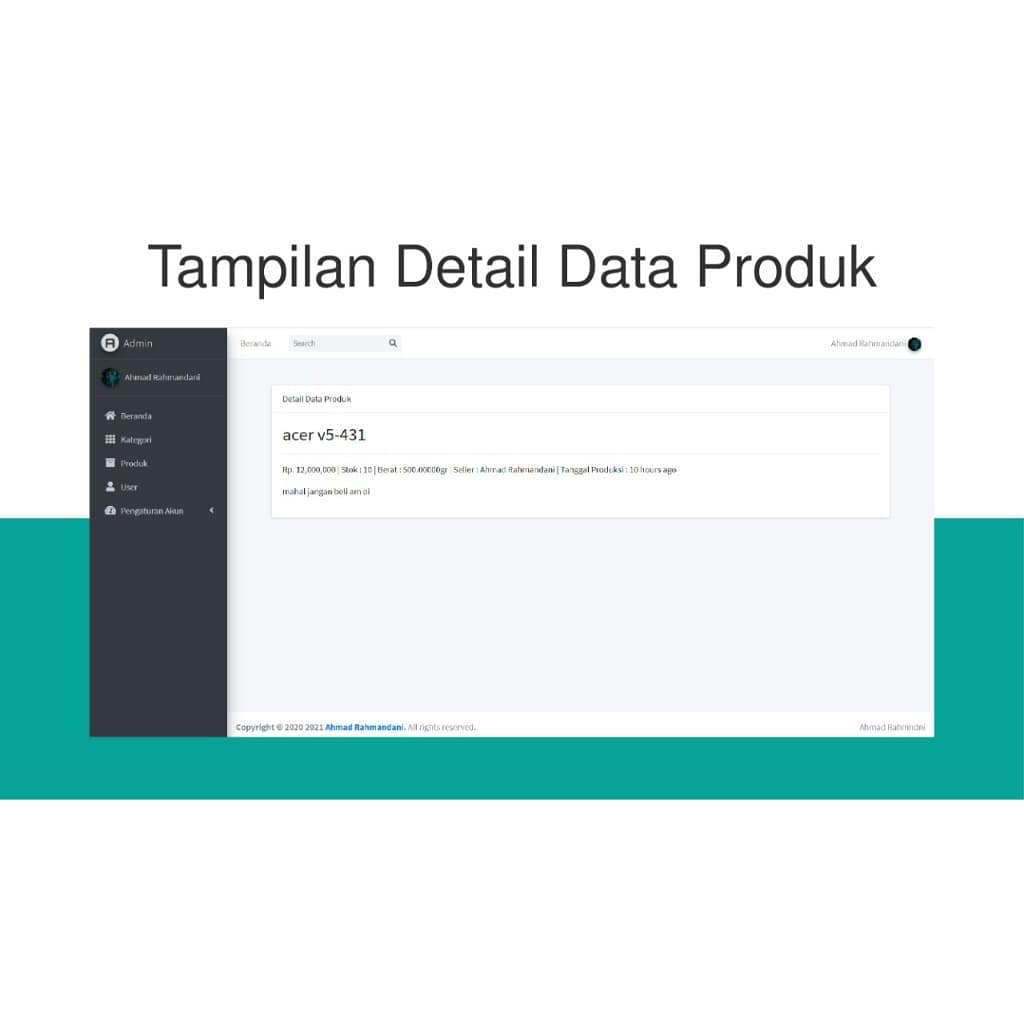 Tampilan Detail Data Produk
Admin
Beranda
Search
Ahmad Rahmandani
Ahmad Rahmandani
Beranda
Kategori
Produk
User
Pengaturan Akun
Detail Data Produk
acer v5-431
Rp. 12,000,000 | Stok : 10 | Berat : 500.00000gr | Seller : Ahmad Rahmandani | Tanggal Produksi : 10 hours ago
mahal jangan beli am ai
Copyright © 2020 2021 Ahmad Rahmandani. All rights reserved.
Ahmad